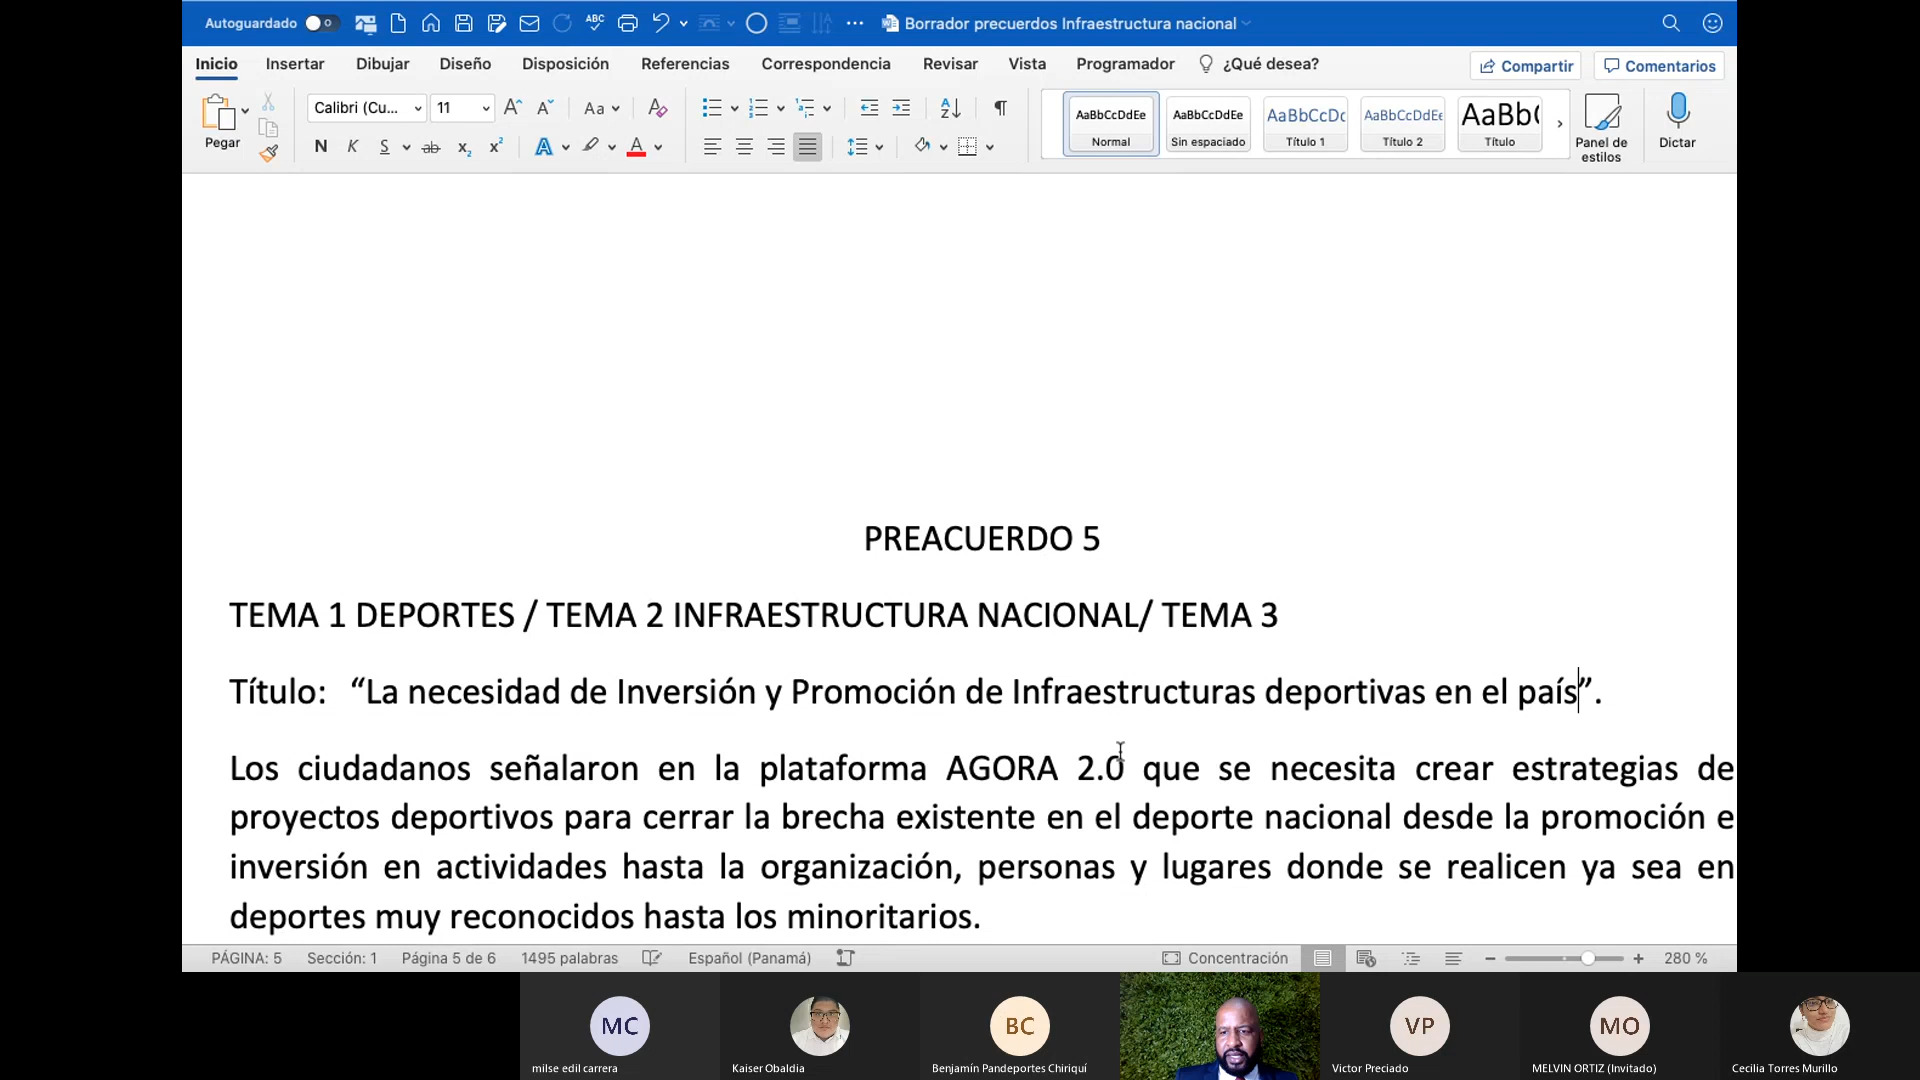 Autoguardado
Borrador precuerdos Infraestructura nacional
Inicio Insertar Dibujar Diseño Disposición Referencias Correspondencia Revisar Vista Programador ¿Qué desea? Compartir Comentarios
Pegar
Calibri (Cu... 11
Aa
N K S ab x₂ x² A A
AaBbCcDdEe AaBbCcDdEe AaBbCcDc AaBbCcDdEe AaBb(
Normal Sin espaciado Título 1 Título 2 Título
Panel de estilos
Dictar
PREACUERDO 5
TEMA 1 DEPORTES / TEMA 2 INFRAESTRUCTURA NACIONAL/ TEMA 3
Título: “La necesidad de Inversión y Promoción de Infraestructuras deportivas en el país”.
Los ciudadanos señalaron en la plataforma AGORA 2.0 que se necesita crear estrategias de
proyectos deportivos para cerrar la brecha existente en el deporte nacional desde la promoción e
inversión en actividades hasta la organización, personas y lugares donde se realicen ya sea en
deportes muy reconocidos hasta los minoritarios.
PÁGINA: 5 Sección: 1 Página 5 de 6 1495 palabras Español (Panamá) Concentración 280 %
MC BC VP MO
milse edil carrera Kaiser Obaldia Benjamín Pandeportes Chiriquí Victor Preciado MELVIN ORTIZ (Invitado) Cecilia Torres Murillo